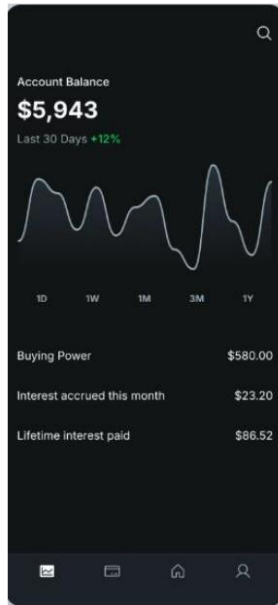 Account Balance
$5,943
Last 30 Days +12%
1D 1W 1M 3M 1Y
Buying Power $580.00
Interest accrued this month $23.20
Lifetime interest paid $86.52